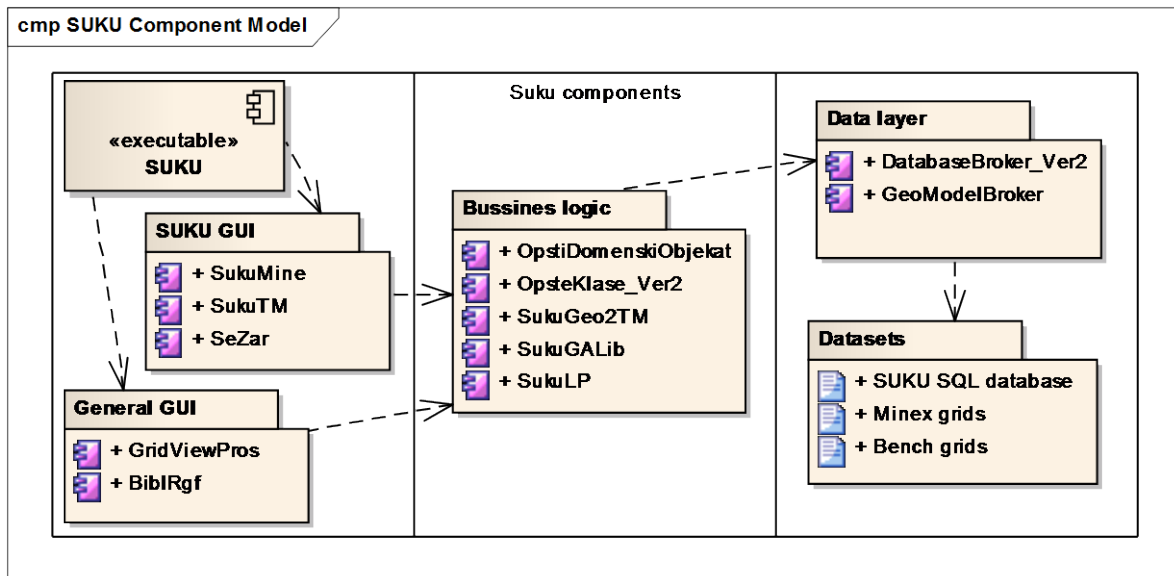 cmp SUKU Component Model
Suku components
«executable»
SUKU
SUKU GUI
+ SukuMine
+ SukuTM
+ SeZar
General GUI
+ GridViewPros
+ BiblRgf
Bussines logic
+ OpstiDomenskiObjekat
+ OpsteKlase_Ver2
+ SukuGeo2TM
+ SukuGALib
+ SukuLP
Data layer
+ DatabaseBroker_Ver2
+ GeoModelBroker
Datasets
+ SUKU SQL database
+ Minex grids
+ Bench grids